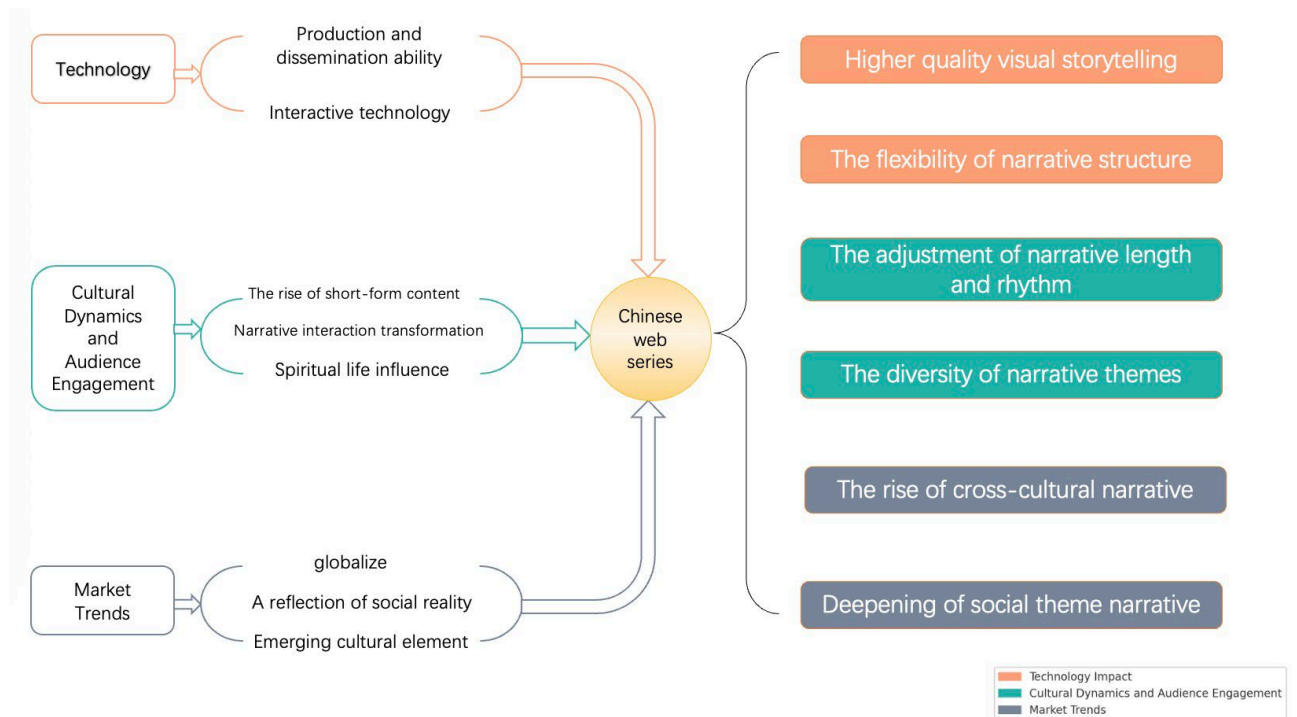 Technology
Production and
dissemination ability
Interactive technology
Cultural
Dynamics
and
Audience
Engagement
The rise of short-form content
Narrative interaction transformation
Spiritual life influence
Market
Trends
globalize
A reflection of social reality
Emerging cultural element
Chinese
web
series
Higher quality visual storytelling
The flexibility of narrative structure
The adjustment of narrative length
and rhythm
The diversity of narrative themes
The rise of cross-cultural narrative
Deepening of social theme narrative
Technology Impact
Cultural Dynamics and Audience Engagement
Market Trends